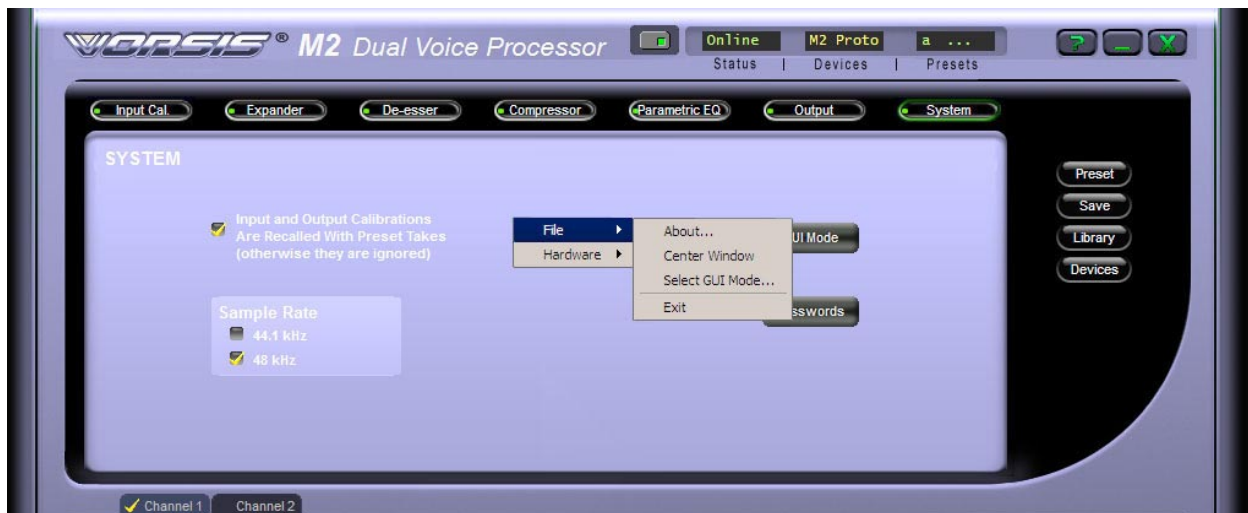 VORSIS® M2 Dual Voice Processor
Online M2 Proto a ...
Status | Devices | Presets
? _ X
Input Cal. Expander De-esser Compressor Parametric EQ Output System
SYSTEM
Input and Output Calibrations
Are Recalled With Preset Takes
(otherwise they are ignored)
Sample Rate
44.1 kHz
48 kHz
File
Hardware
About...
Center Window
Select GUI Mode...
Exit
UI Mode
sswords
Preset
Save
Library
Devices
Channel 1 Channel 2